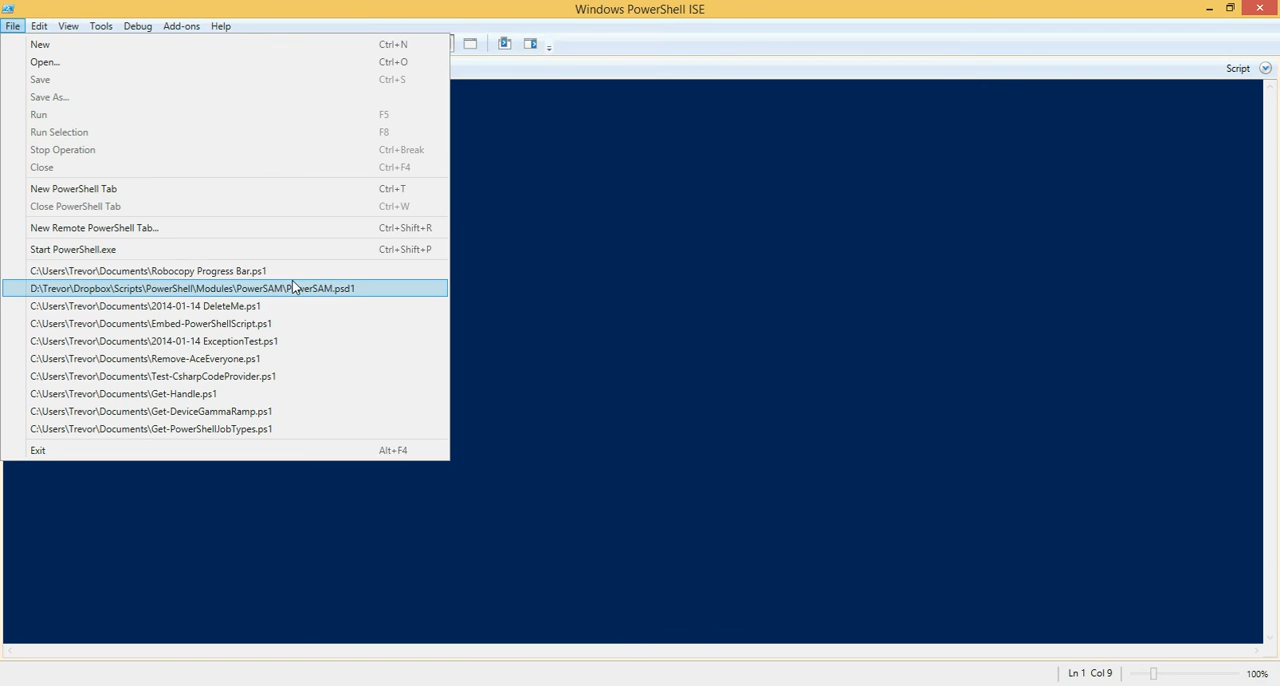 Windows PowerShell ISE
File Edit View Tools Debug Add-ons Help
New Ctrl+N
Open... Ctrl+O
Save Ctrl+S
Save As...
Run F5
Run Selection F8
Stop Operation Ctrl+Break
Close Ctrl+F4
New PowerShell Tab Ctrl+T
Close PowerShell Tab Ctrl+W
New Remote PowerShell Tab... Ctrl+Shift+R
Start PowerShell.exe Ctrl+Shift+P
C:\Users\Trevor\Documents\Robocopy Progress Bar.ps1
D:\Trevor\Dropbox\Scripts\PowerShell\Modules\PowerSAM\PowerSAM.psd1
C:\Users\Trevor\Documents\2014-01-14 DeleteMe.ps1
C:\Users\Trevor\Documents\Embed-PowerShellScript.ps1
C:\Users\Trevor\Documents\2014-01-14 ExceptionTest.ps1
C:\Users\Trevor\Documents\Remove-AceEveryone.ps1
C:\Users\Trevor\Documents\Test-CsharpCodeProvider.ps1
C:\Users\Trevor\Documents\Get-Handle.ps1
C:\Users\Trevor\Documents\Get-DeviceGammaRamp.ps1
C:\Users\Trevor\Documents\Get-PowerShellJobTypes.ps1
Exit Alt+F4
Script
Ln 1 Col 9 100%